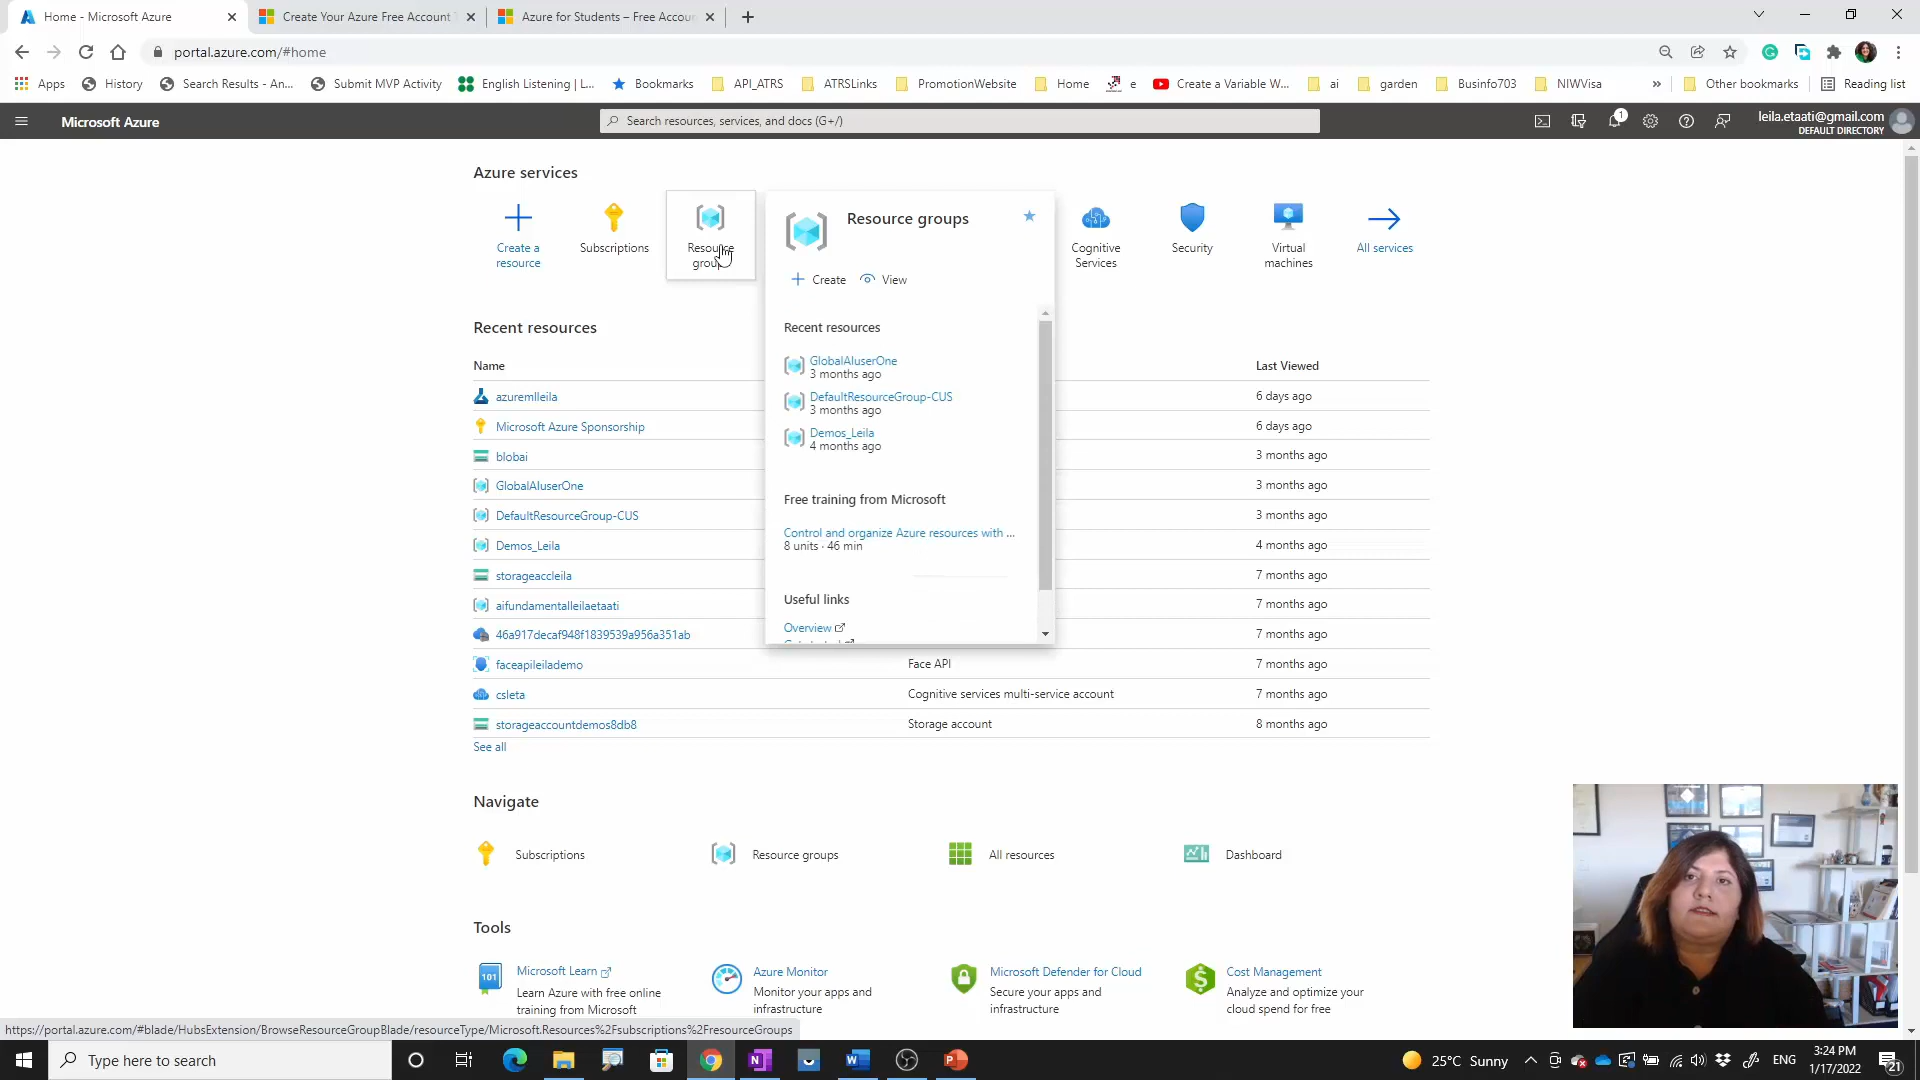 Home - Microsoft Azure
Create Your Azure Free Account
Azure for Students – Free Accou
portal.azure.com/#home
Apps
History
Search Results - An...
Submit MVP Activity
English Listening | L...
Bookmarks
API_ATRS
ATRSLinks
PromotionWebsite
Home
e
Create a Variable W...
ai
garden
Businfo703
NIWVisa
»
Other bookmarks
Reading list
Microsoft Azure
Search resources, services, and docs (G+/)
1
leila.etaati@gmail.com
DEFAULT DIRECTORY
Azure services
Create a
resource
Subscriptions
Resource
Resource groups
Create
View
Cognitive
Services
Security
Virtual
machines
All services
Recent resources
Name
Last Viewed
azuremlleila
6 days ago
Microsoft Azure Sponsorship
6 days ago
blobai
3 months ago
GlobalAIuserOne
3 months ago
DefaultResourceGroup-CUS
3 months ago
Demos_Leila
4 months ago
storageaccleila
7 months ago
aifundamentalleilaetaati
7 months ago
46a917decaf948f1839539a956a351ab
7 months ago
faceapileilademo
Face API
7 months ago
csleta
Cognitive services multi-service account
7 months ago
storageaccountdemos8db8
Storage account
8 months ago
See all
Recent resources
GlobalAIuserOne
3 months ago
DefaultResourceGroup-CUS
3 months ago
Demos_Leila
4 months ago
Free training from Microsoft
Control and organize Azure resources with ...
8 units · 46 min
Useful links
Overview
Navigate
Subscriptions
Resource groups
All resources
Dashboard
Tools
101
Microsoft Learn
Learn Azure with free online
training from Microsoft
Azure Monitor
Monitor your apps and
infrastructure
Microsoft Defender for Cloud
Secure your apps and
infrastructure
Cost Management
Analyze and optimize your
cloud spend for free
https://portal.azure.com/#blade/HubsExtension/BrowseResourceGroupBlade/resourceType/Microsoft.Resources%2Fsubscriptions%2FresourceGroups
Type here to search
25°C Sunny
ENG
3:24 PM
1/17/2022
21